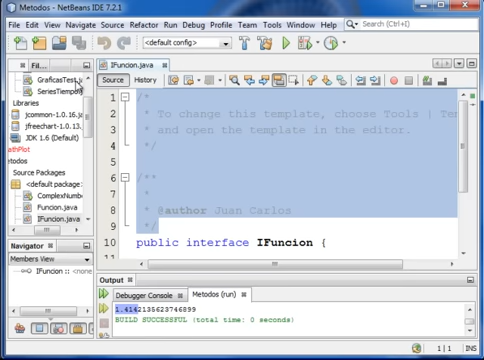 Metodos - NetBeans IDE 7.2.1
File Edit View Navigate Source Refactor Run Debug Profile Team Tools Window Help Search (Ctrl+I)
<default config>
Fil...
IFuncion.java
Source History
GraficasTest.j
SeriesTiempo
Libraries
jcommon-1.0.16.ja
jfreechart-1.0.13.
JDK 1.6 (Default)
athPlot
etodos
Source Packages
<default package>
ComplexNumb
Funcion.java
IFuncion.java
1 /*
2 * To change this template, choose Tools | Tem
3 * and open the template in the editor.
4 */
5
6 /**
7 *
8 * @author Juan Carlos
9 */
10 public interface IFuncion {
11
Navigator
Members View
IFuncion :: <none
Output
Debugger Console Metodos (run)
1.4142135623746899
BUILD SUCCESSFUL (total time: 0 seconds)
1 | 1 INS